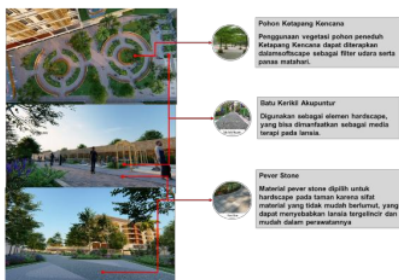 Pohon Ketapang Kencana
Penggunaan vegetasi pohon peneduh
Ketapang Kencana dapat diterapkan
dalamsoftscape sebagai filter udara serta
panas matahari.
Batu Kerikil Akupuntur
Digunakan sebagai elemen hardscape,
yang bisa dimanfaatkan sebagai media
terapi pada lansia.
Pever Stone
Material pever stone dipilih untuk
hardscape pada taman karena sifat
material yang tidak mudah berlumut, yang
dapat menyebabkan lansia tergelincir dan
mudah dalam perawatannya